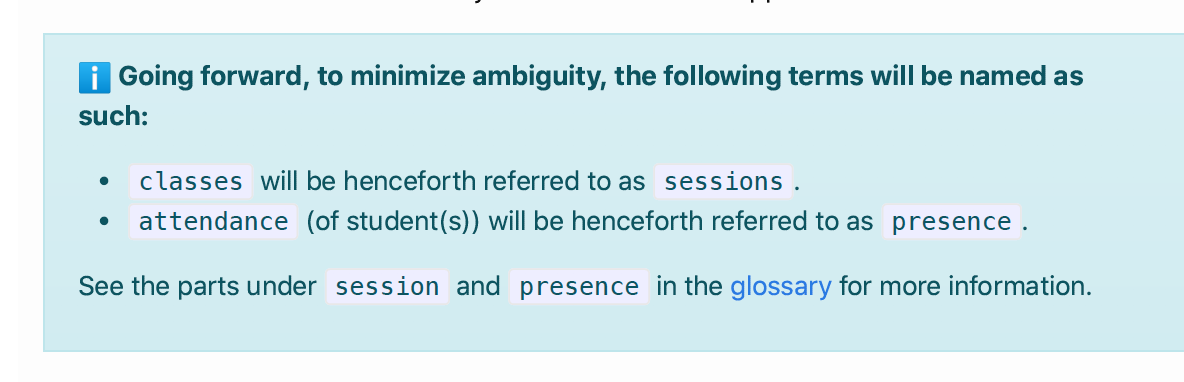 ℹ️ Going forward, to minimize ambiguity, the following terms will be named as
such:
• classes will be henceforth referred to as sessions.
• attendance (of student(s)) will be henceforth referred to as presence.
See the parts under session and presence in the glossary for more information.